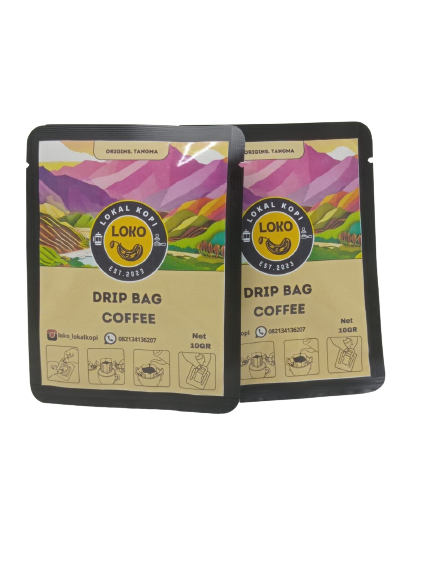 ORIGINS. TANGMA
LOKAL KOPI
LOKO
EST.2023
DRIP BAG
COFFEE
loko_lokalkopi 082134136207
Net
10GR
ORIGINS. TANGMA
LOKAL KOPI
LOKO
EST.2023
DRIP BAG
COFFEE
kopi 082134136207
Net
10GR